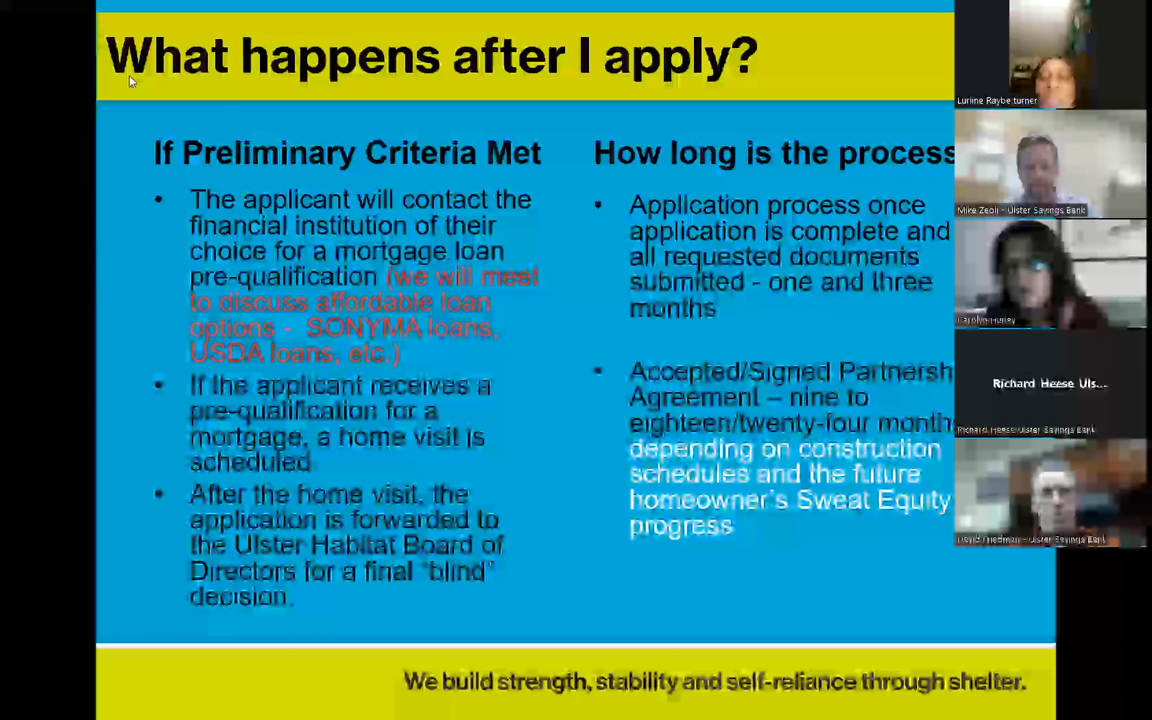 What happens after I apply?
If Preliminary Criteria Met
• The applicant will contact the
financial institution of their
choice for a mortgage loan
pre-qualification (we will meet
to discuss affordable loan
options - SONYMA loans,
USDA loans, etc.)
• If the applicant receives a
pre-qualification for a
mortgage, a home visit is
scheduled
• After the home visit, the
application is forwarded to
the Ulster Habitat Board of
Directors for a final “blind”
decision.
How long is the process
• Application process once
application is complete and
all requested documents
submitted - one and three
months
• Accepted/Signed Partnersh
Agreement – nine to
eighteen/twenty-four month
depending on construction
schedules and the future
homeowner’s Sweat Equity
progress
We build strength, stability and self-reliance through shelter.
Lurline Raybe turner
Mike Zeoli - Ulster Savings Bank
Carolyn
Richard Heese Uls...
Richard Heese Ulster Savings Bank
David Friedman - Ulster Savings Bank